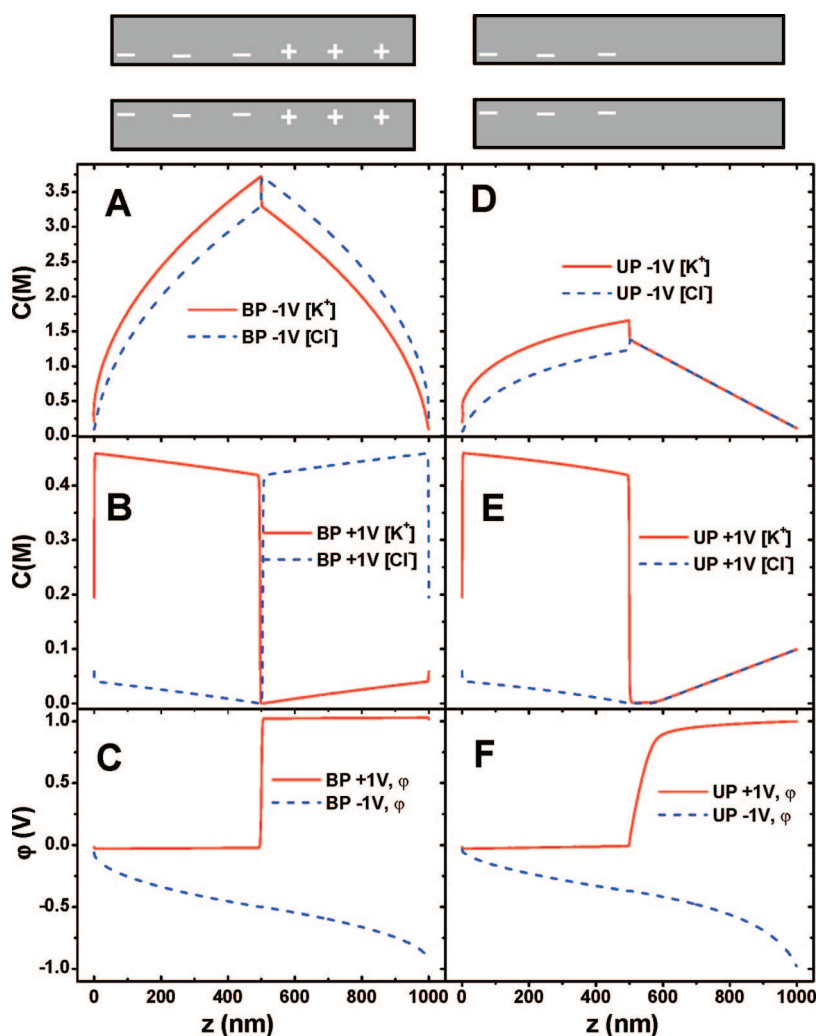 − − − + + +
− − − + + +
− − −
− − −
A
C(M)
3.5
3.0
2.5
2.0
1.5
1.0
0.5
0.0
BP -1V [K⁺]
BP -1V [Cl⁻]
D
UP -1V [K⁺]
UP -1V [Cl⁻]
B
C(M)
0.4
0.2
0.1
0.0
BP +1V [K⁺]
BP +1V [Cl⁻]
E
UP +1V [K⁺]
UP +1V [Cl⁻]
C
φ (V)
1.0
0.5
0.0
-0.5
-1.0
BP +1V, φ
BP -1V, φ
F
UP +1V, φ
UP -1V, φ
0 200 400 600 800 1000
z (nm)
0 200 400 600 800 1000
z (nm)